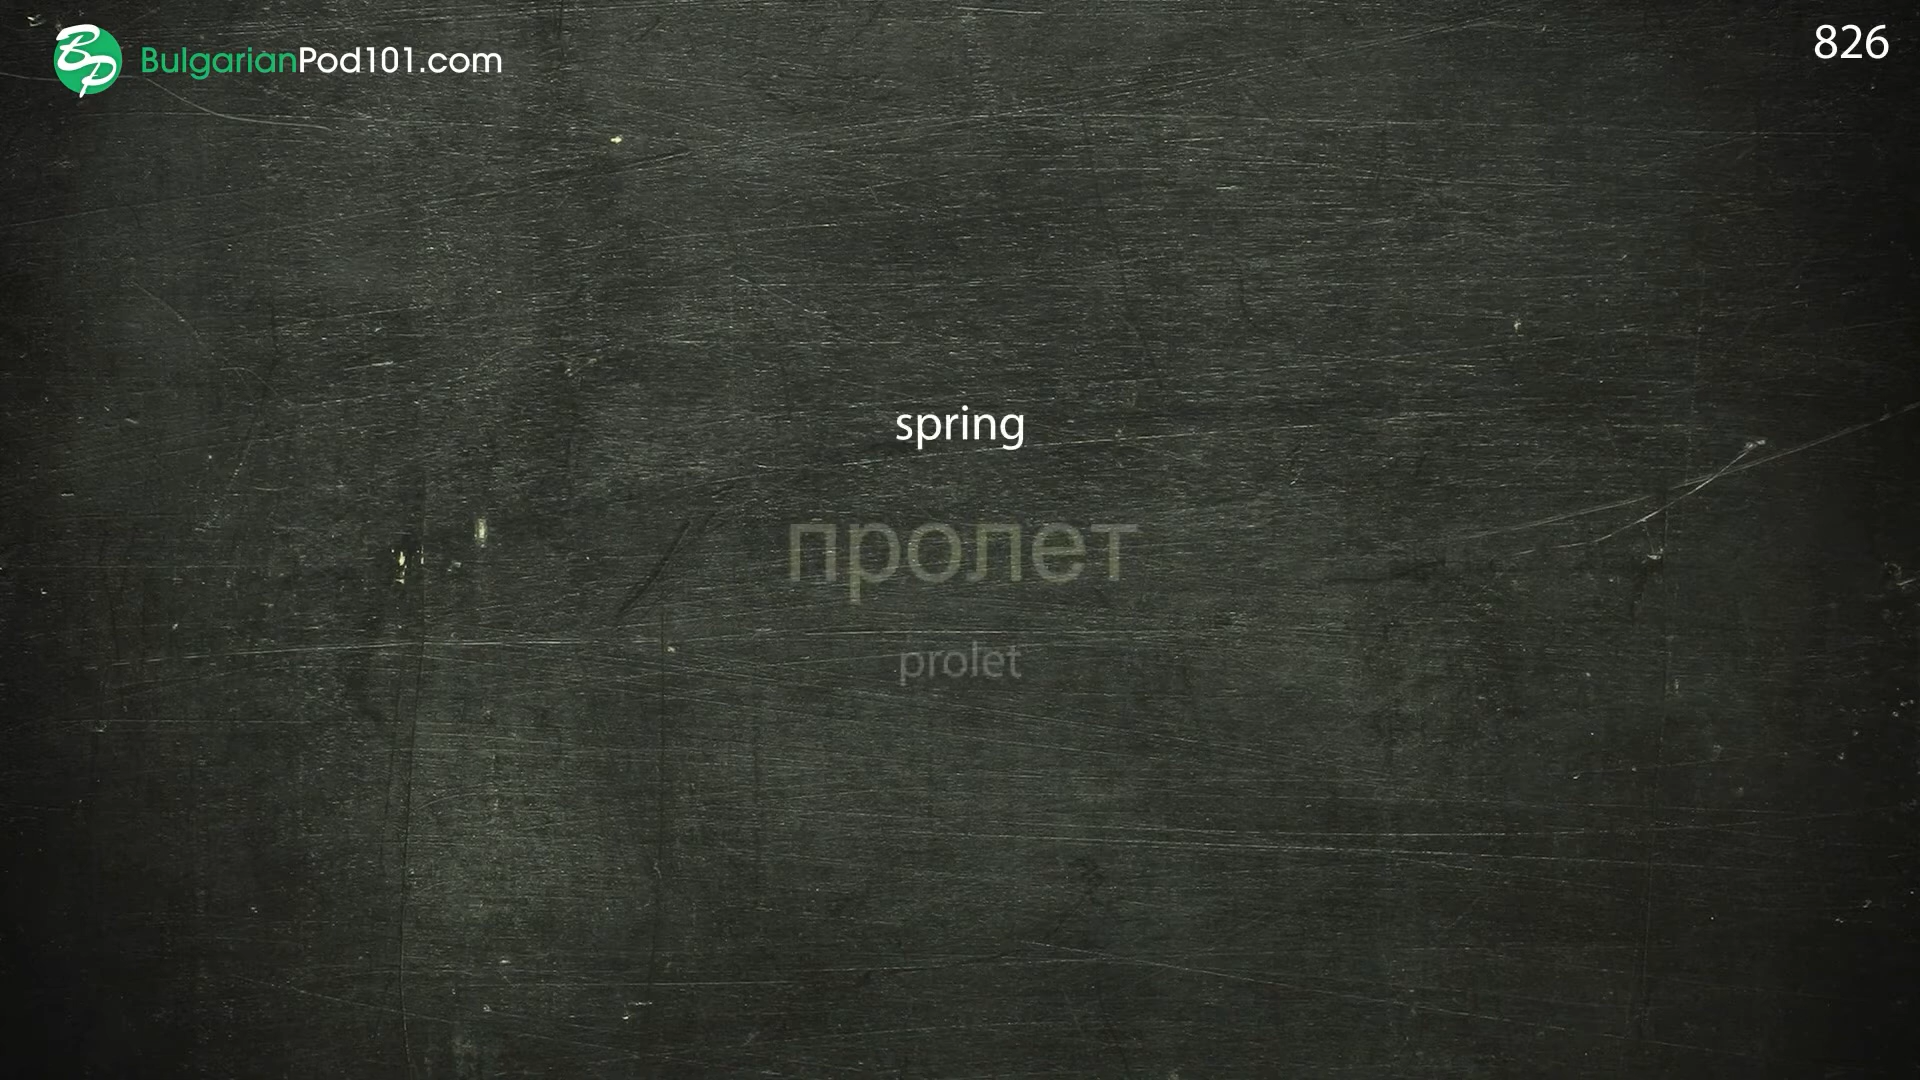 BulgarianPod101.com
826
spring
пролет
prolet